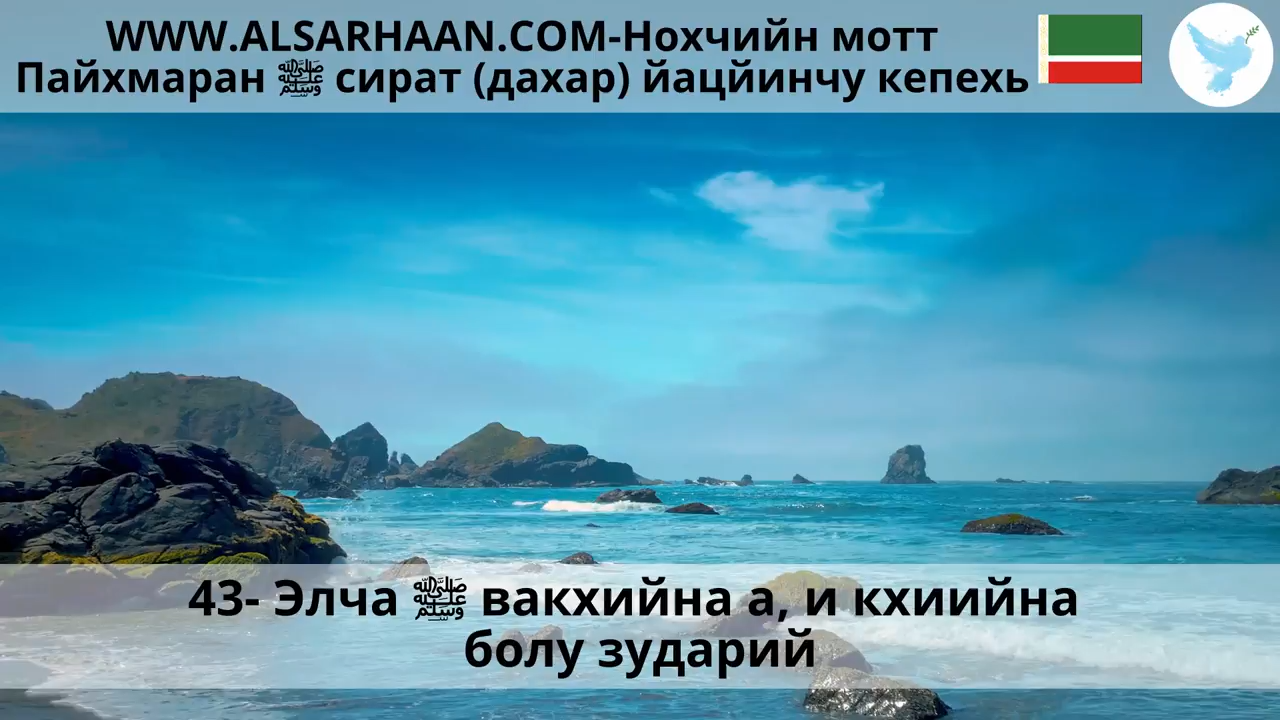 WWW.ALSARHAAN.COM-Нохчийн мотт
Пайхмаран ﷺ сират (дахар) йацйинчу кепехь
43- Элча ﷺ вакхийна а, и кхиийна
болу зударий